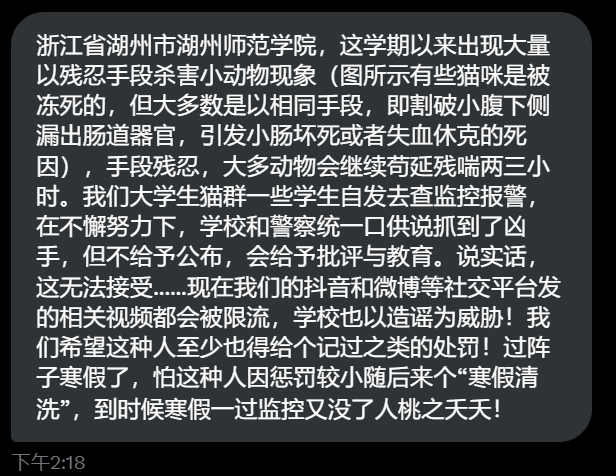 浙江省湖州市湖州师范学院，这学期以来出现大量
以残忍手段杀害小动物现象（图所示有些猫咪是被
冻死的，但大多数是以相同手段，即割破小腹下侧
漏出肠道器官，引发小肠坏死或者失血休克的死
因），手段残忍，大多动物会继续苟延残喘两三小
时。我们大学生猫群一些学生自发去查监控报警，
在不懈努力下，学校和警察统一口供说抓到了凶
手，但不给予公布，会给予批评与教育。说实话，
这无法接受......现在我们的抖音和微博等社交平台发
的相关视频都会被限流，学校也以造谣为威胁！我
们希望这种人至少也得给个记过之类的处罚！过阵
子寒假了，怕这种人因惩罚较小随后来个“寒假清
洗”，到时候寒假一过监控又没了人桃之夭夭！
下午2:18